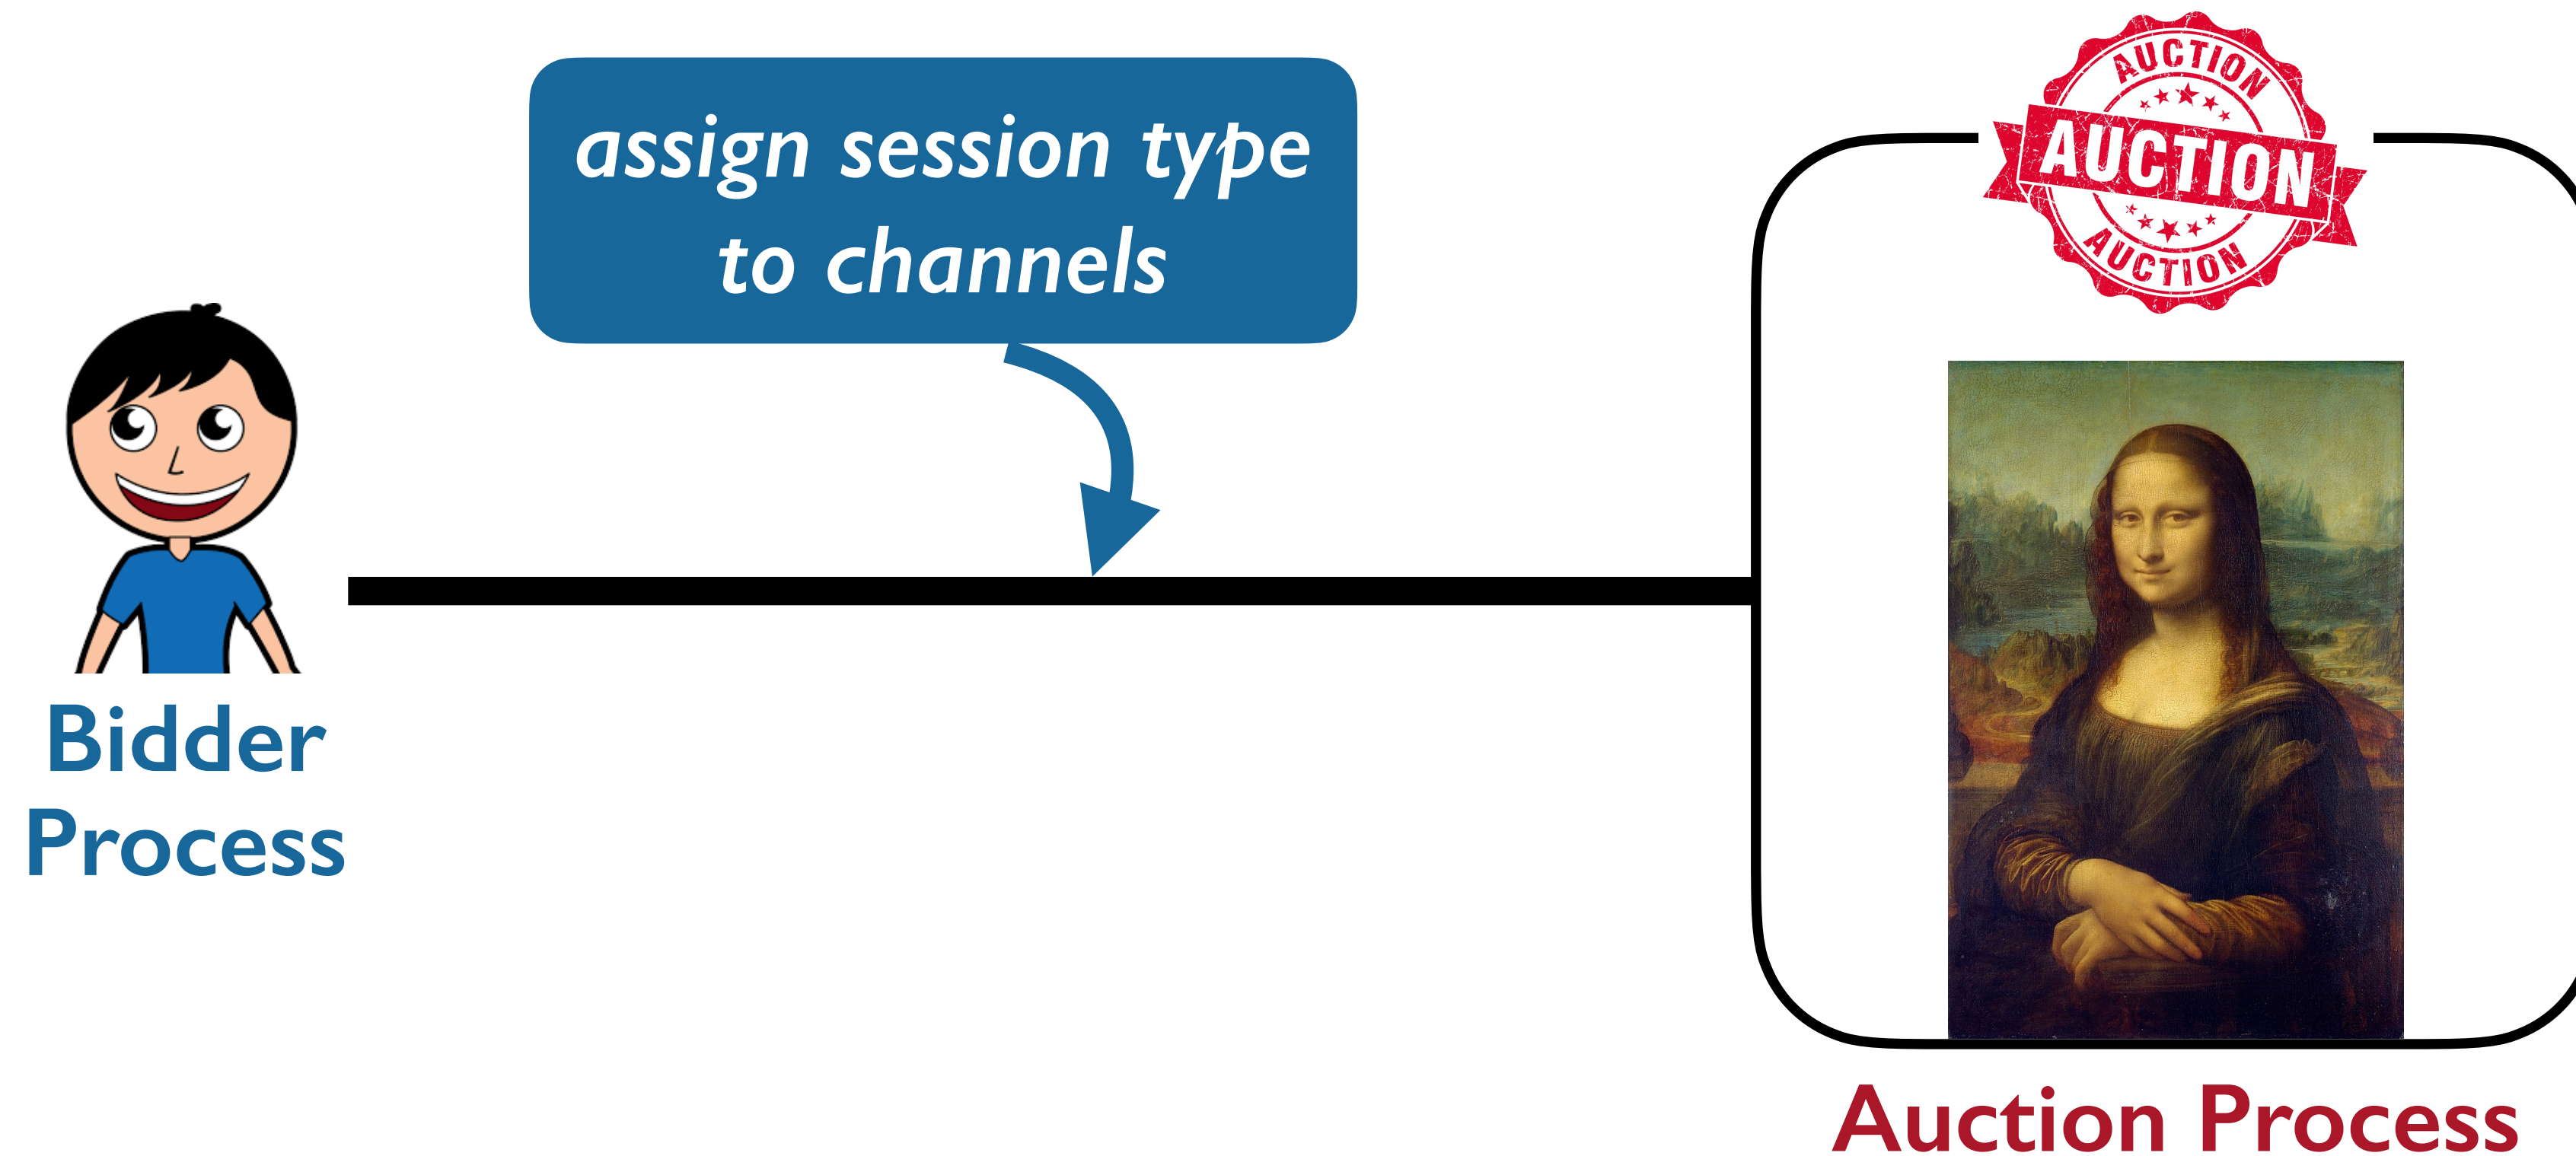 assign session type
to channels
AUCTION
AUCTION
AUCTION
Bidder
Process
Auction Process